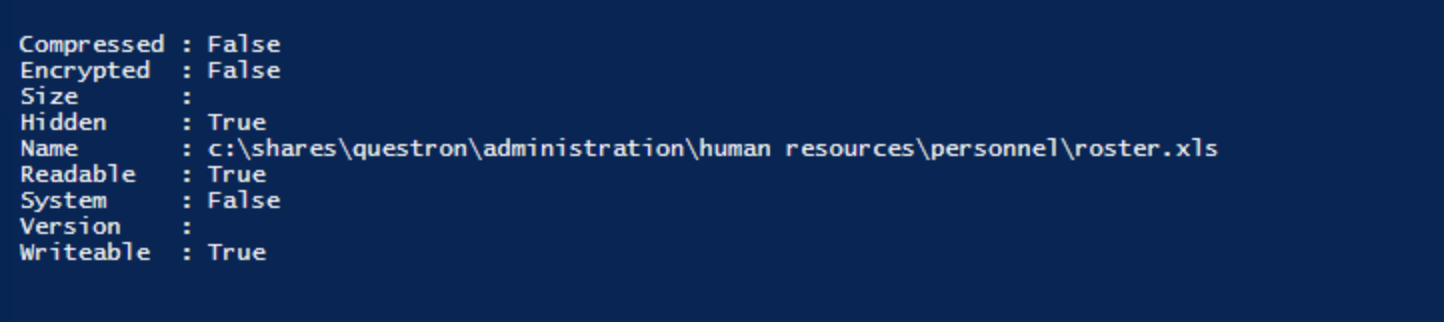 Compressed : False
Encrypted  : False
Size       :
Hidden     : True
Name       : c:\shares\questron\administration\human resources\personnel\roster.xls
Readable   : True
System     : False
Version    :
Writeable  : True